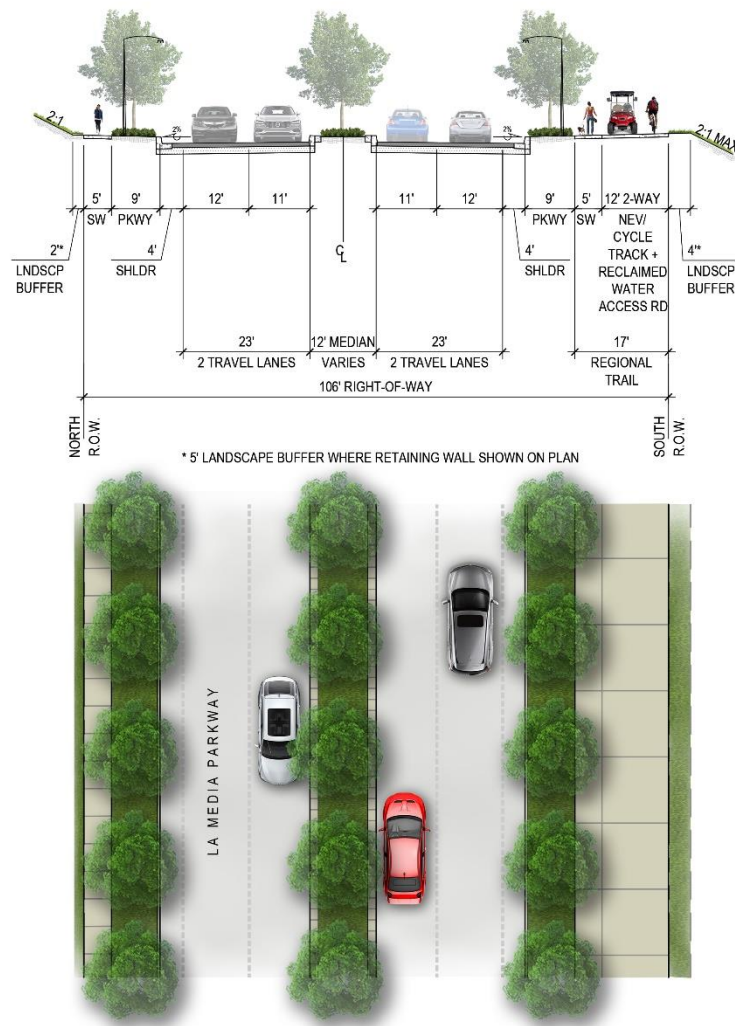 2:1
2%
2%
2:1 MAX
5'
9'
12'
11'
11'
12'
9'
5'
12' 2-WAY
SW
PKWY
PKWY
SW
NEV/
CYCLE
TRACK +
RECLAIMED
WATER
ACCESS RD
2'*
LNDSCP
BUFFER
4'
SHLDR
CL
4'
SHLDR
4'*
LNDSCP
BUFFER
23'
2 TRAVEL LANES
12' MEDIAN
VARIES
23'
2 TRAVEL LANES
17'
REGIONAL
TRAIL
106' RIGHT-OF-WAY
NORTH
R.O.W.
SOUTH
R.O.W.
* 5' LANDSCAPE BUFFER WHERE RETAINING WALL SHOWN ON PLAN
LA MEDIA PARKWAY